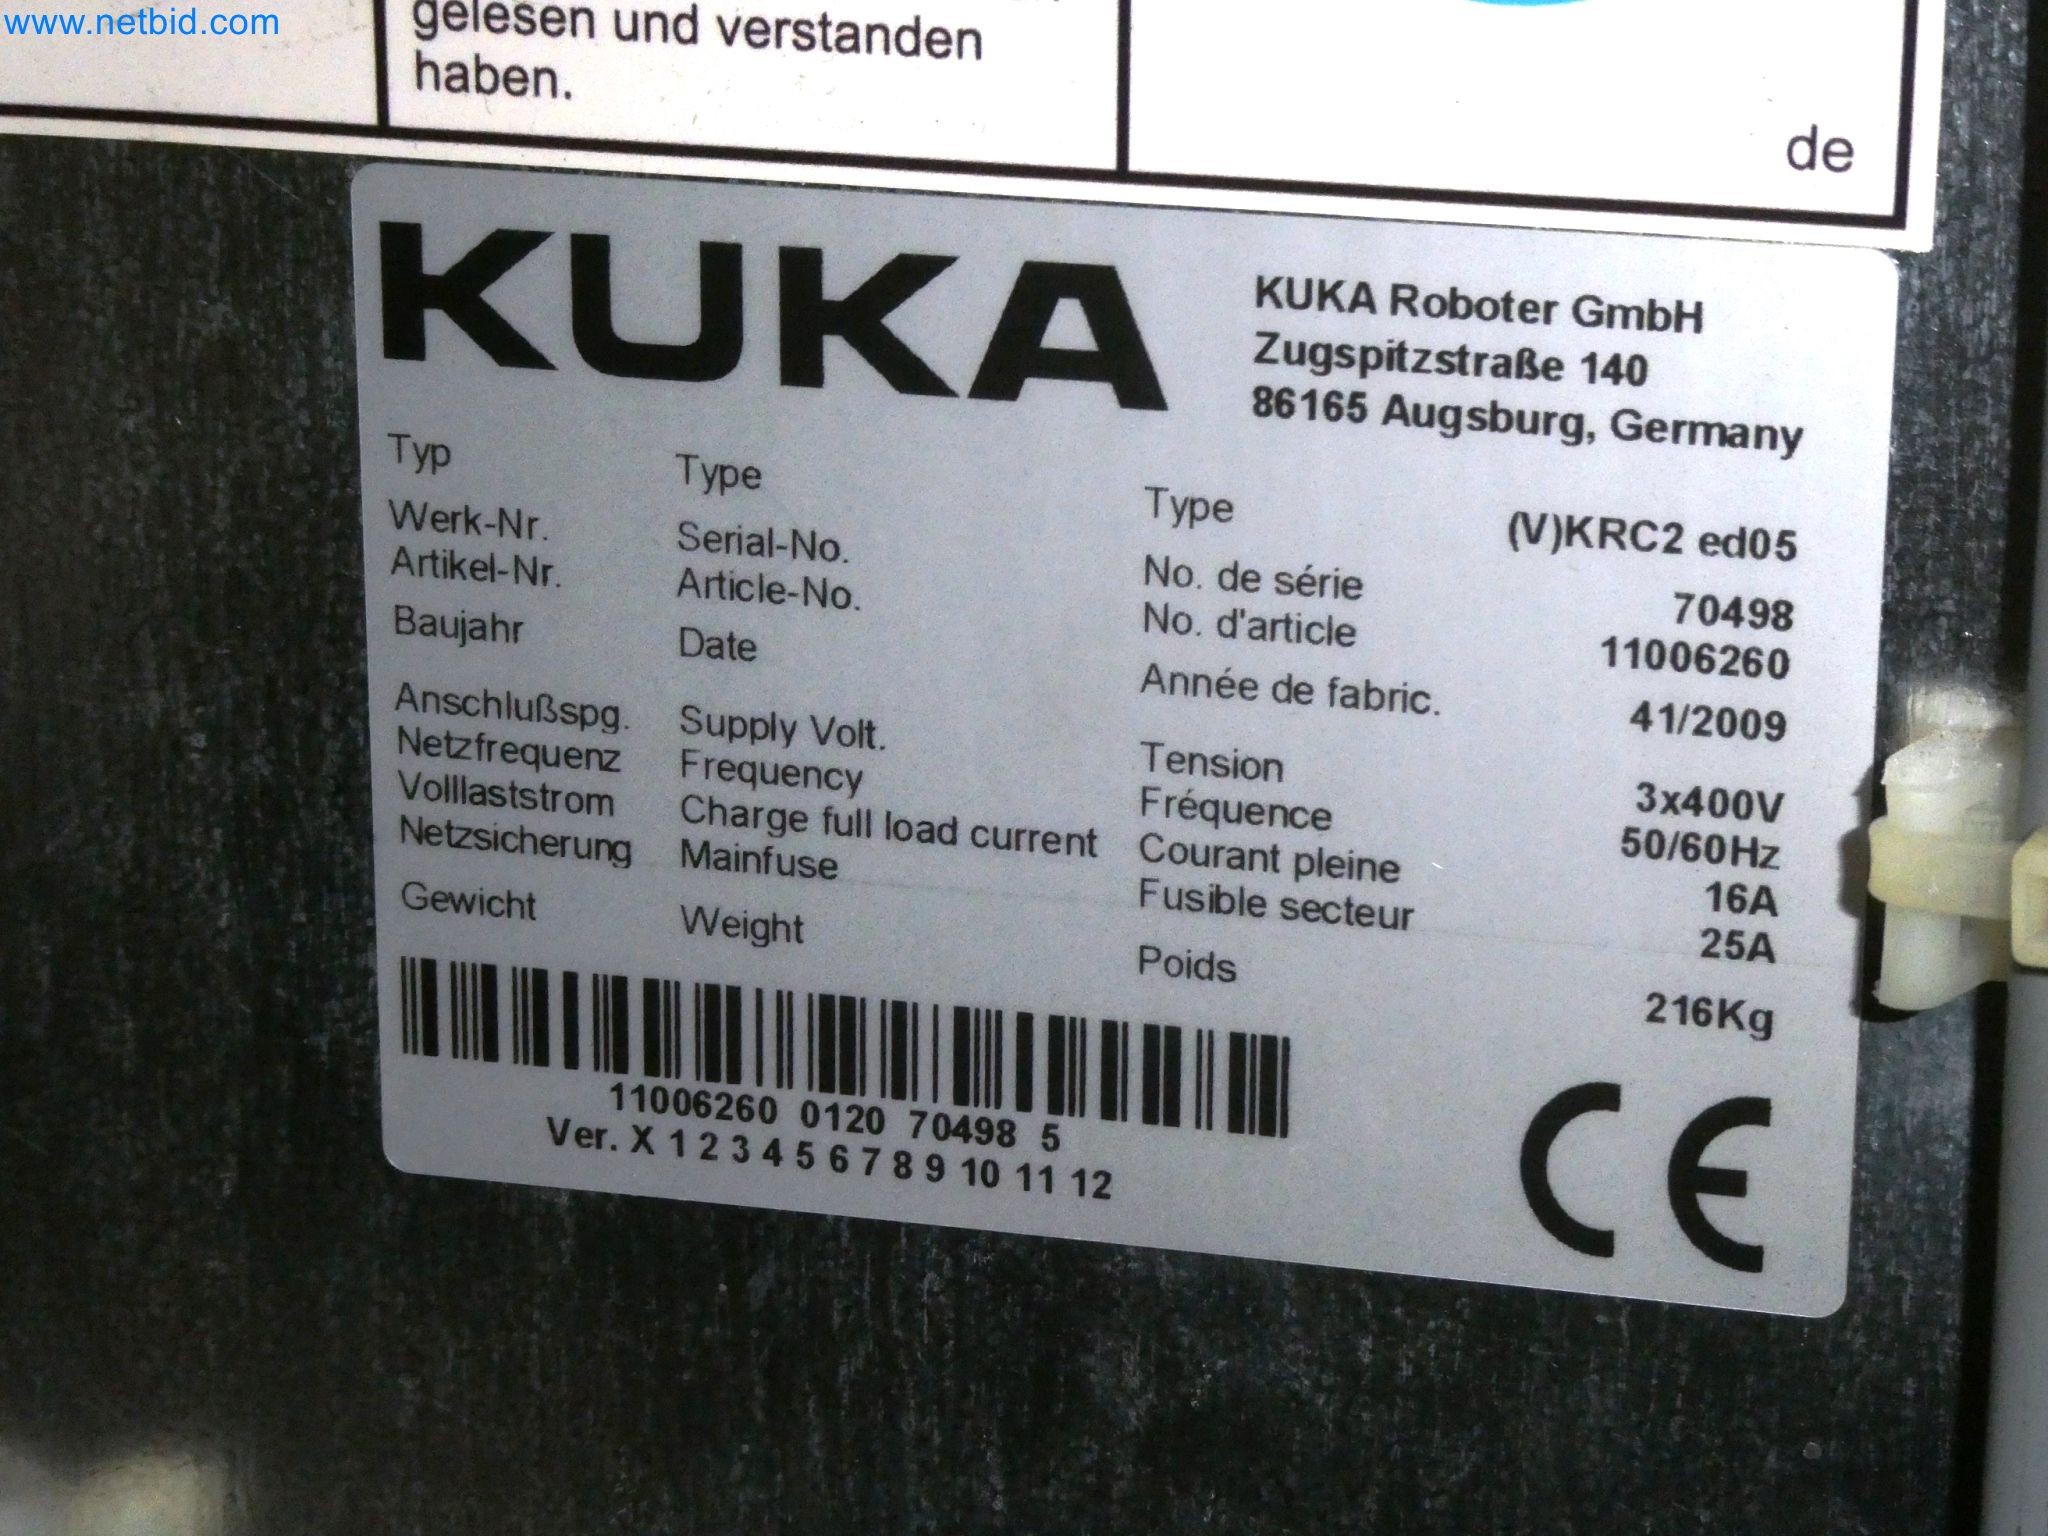 www.netbid.com
gelesen und verstanden
haben.
de
KUKA
KUKA Roboter GmbH
Zugspitzstraße 140
86165 Augsburg, Germany
Typ Type Type (V)KRC2 ed05
Werk-Nr. Serial-No. No. de série 70498
Artikel-Nr. Article-No. No. d'article 11006260
Baujahr Date Année de fabric. 41/2009
Anschlußspg. Supply Volt. Tension 3x400V
Netzfrequenz Frequency Fréquence 50/60Hz
Volllaststrom Charge full load current Courant pleine 16A
Netzsicherung Mainfuse Fusible secteur 25A
Gewicht Weight Poids 216Kg
11006260 0120 70498 5
Ver. X 1 2 3 4 5 6 7 8 9 10 11 12
CE